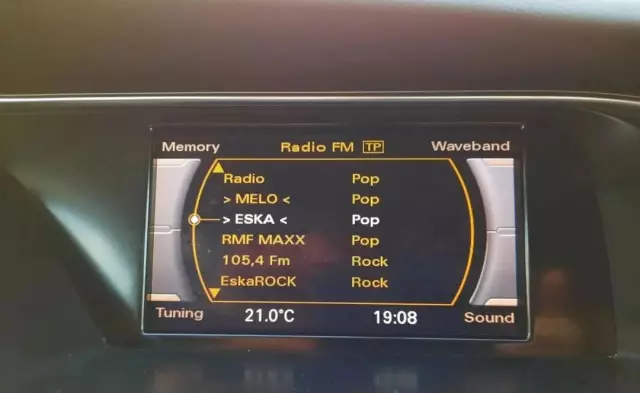 Memory Radio FM TP Waveband
Radio Pop
> MELO < Pop
> ESKA < Pop
RMF MAXX Pop
105,4 Fm Rock
EskaROCK Rock
Tuning 21.0°C 19:08 Sound